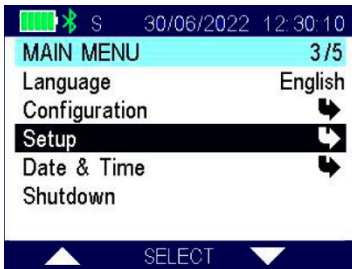 S 30/06/2022 12:30:10
MAIN MENU 3/5
Language English
Configuration
Setup
Date & Time
Shutdown
SELECT